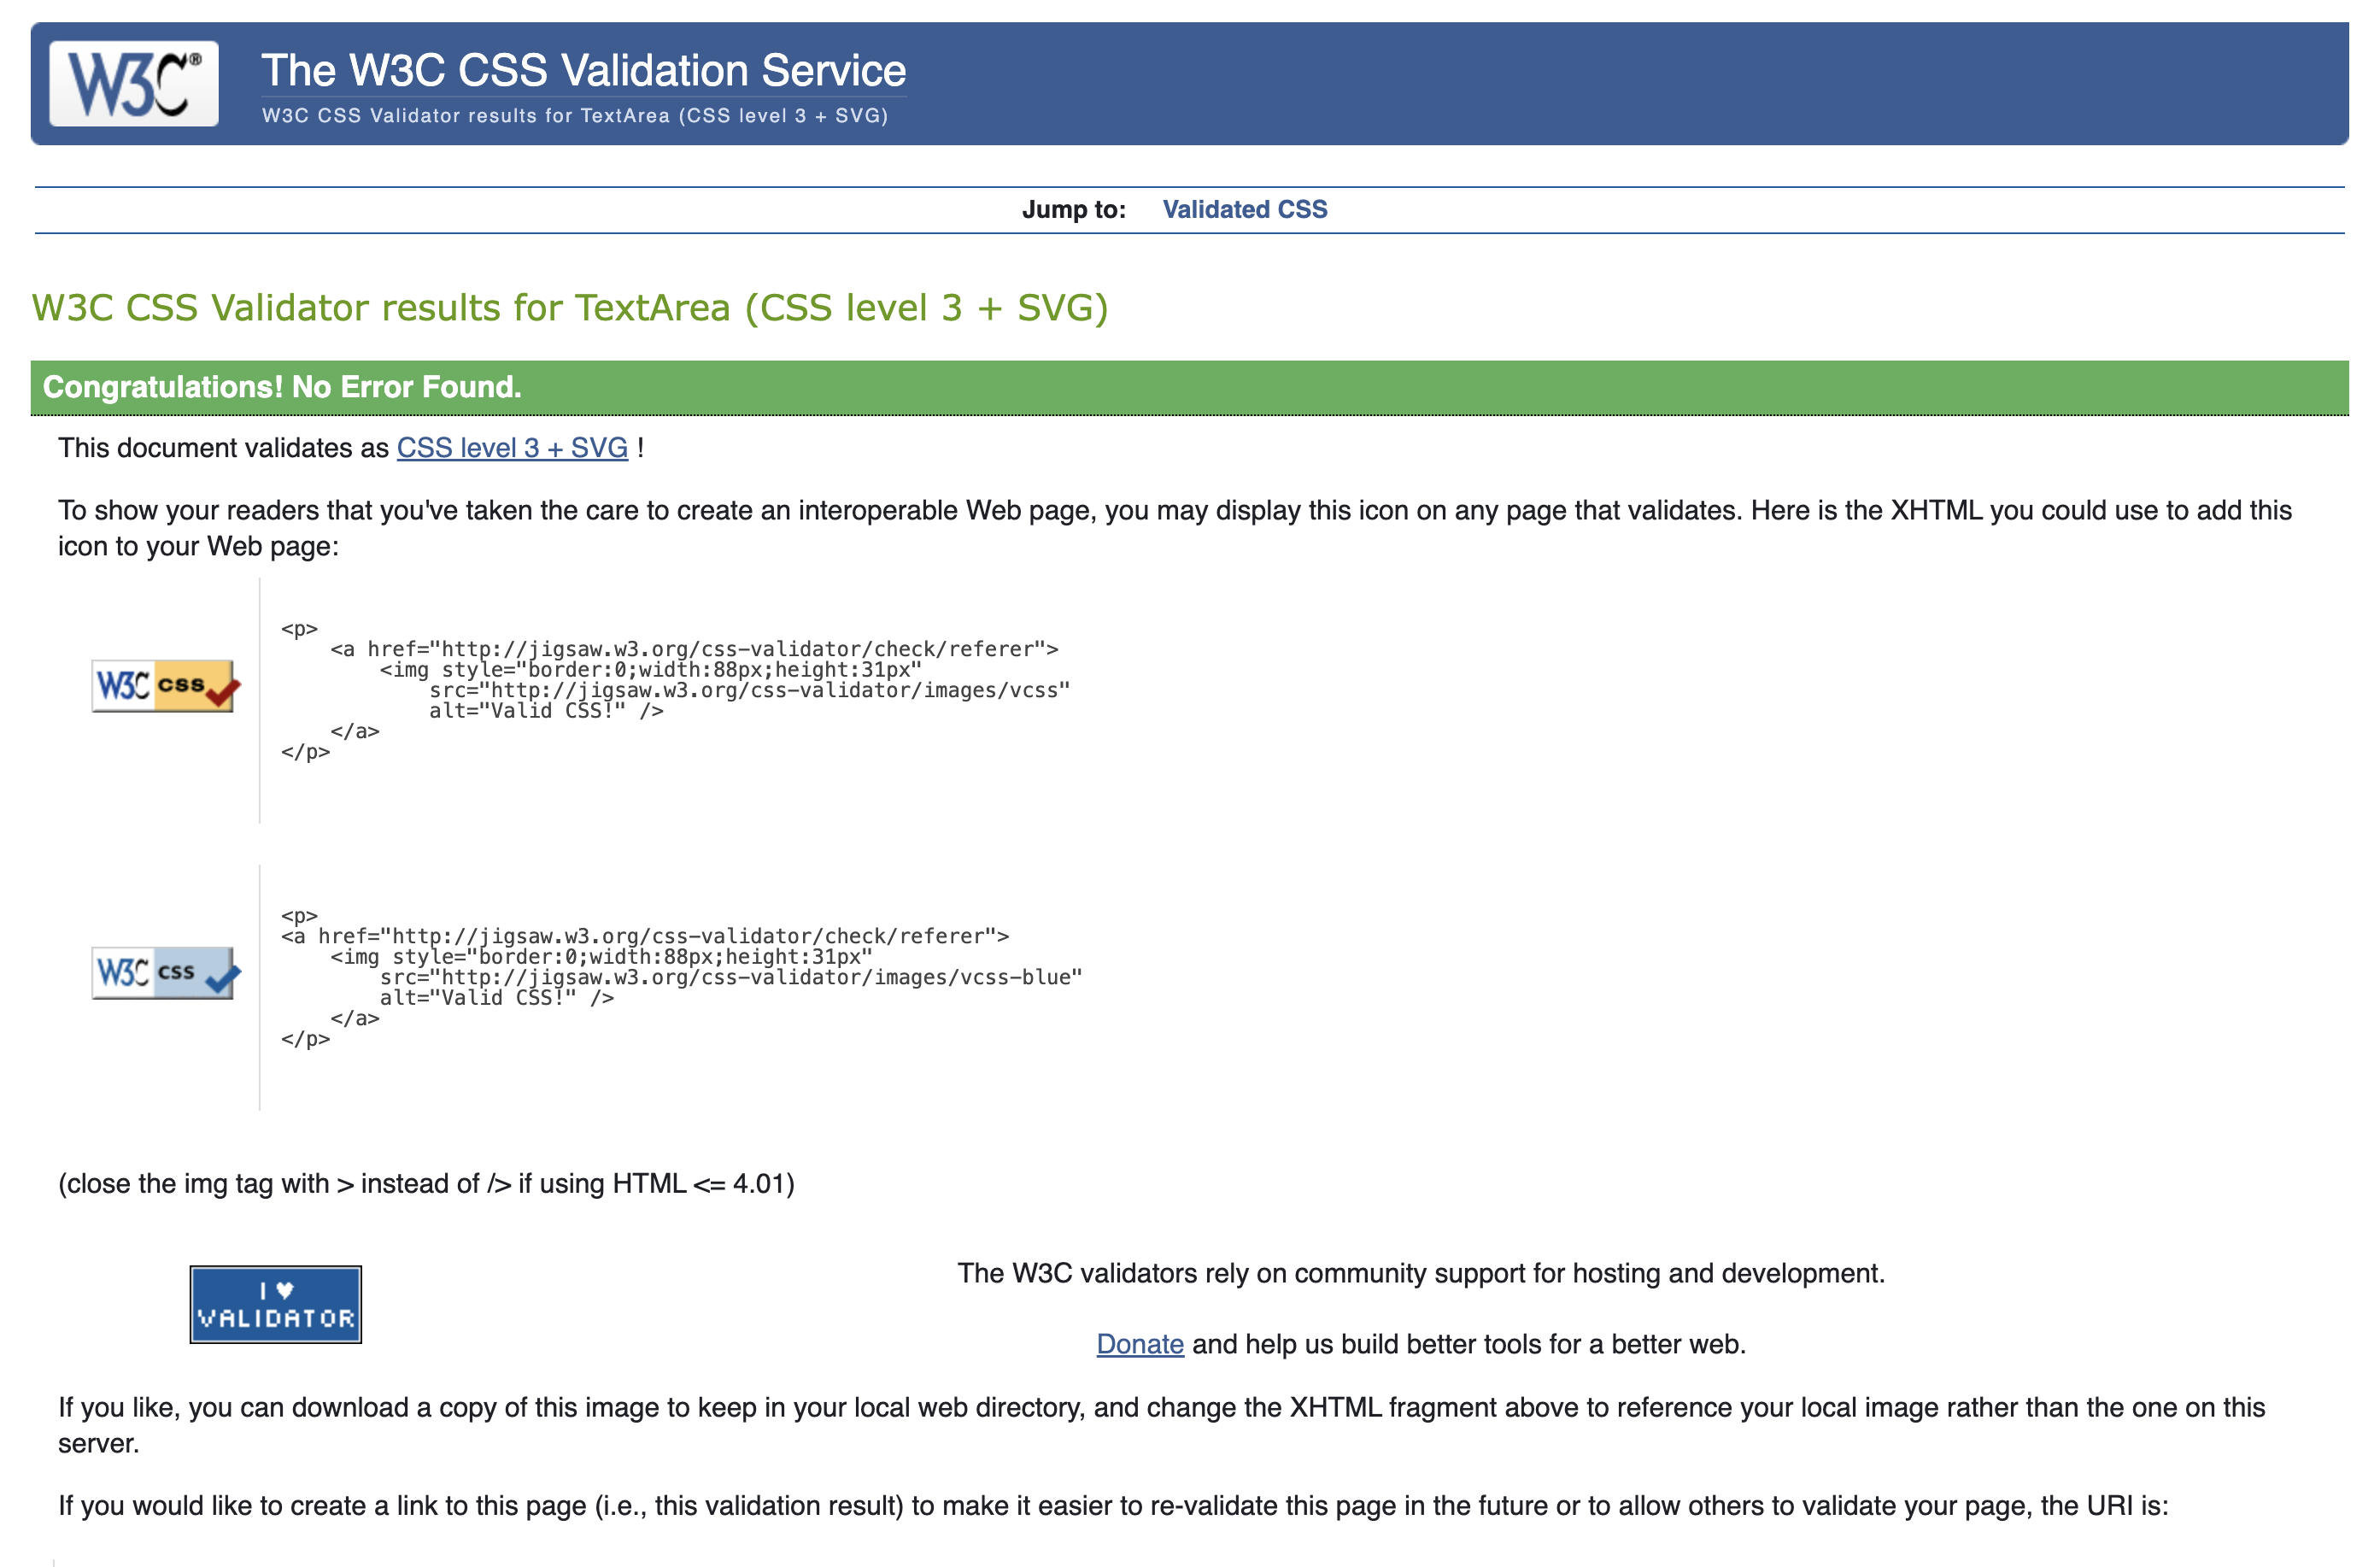 W3C®
The W3C CSS Validation Service
W3C CSS Validator results for TextArea (CSS level 3 + SVG)
Jump to: Validated CSS
W3C CSS Validator results for TextArea (CSS level 3 + SVG)
Congratulations! No Error Found.
This document validates as CSS level 3 + SVG !
To show your readers that you've taken the care to create an interoperable Web page, you may display this icon on any page that validates. Here is the XHTML you could use to add this
icon to your Web page:
W3C css
<p>
    <a href="http://jigsaw.w3.org/css-validator/check/referer">
        <img style="border:0;width:88px;height:31px"
            src="http://jigsaw.w3.org/css-validator/images/vcss"
            alt="Valid CSS!" />
    </a>
</p>
W3C css
<p>
<a href="http://jigsaw.w3.org/css-validator/check/referer">
    <img style="border:0;width:88px;height:31px"
        src="http://jigsaw.w3.org/css-validator/images/vcss-blue"
        alt="Valid CSS!" />
    </a>
</p>
(close the img tag with > instead of /> if using HTML <= 4.01)
I ♥
VALIDATOR
The W3C validators rely on community support for hosting and development.
Donate and help us build better tools for a better web.
If you like, you can download a copy of this image to keep in your local web directory, and change the XHTML fragment above to reference your local image rather than the one on this
server.
If you would like to create a link to this page (i.e., this validation result) to make it easier to re-validate this page in the future or to allow others to validate your page, the URI is: